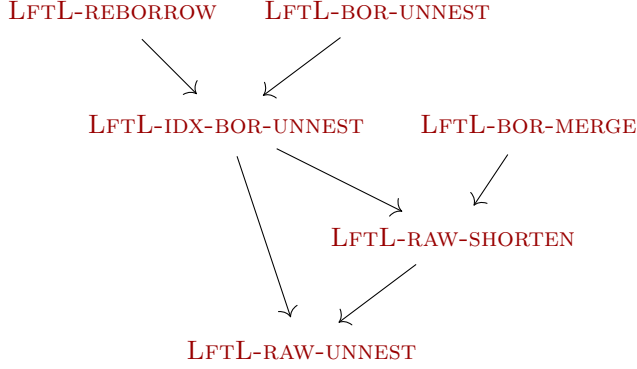 LFTL-REBORROW LFTL-BOR-UNNEST
LFTL-IDX-BOR-UNNEST LFTL-BOR-MERGE
LFTL-RAW-SHORTEN
LFTL-RAW-UNNEST